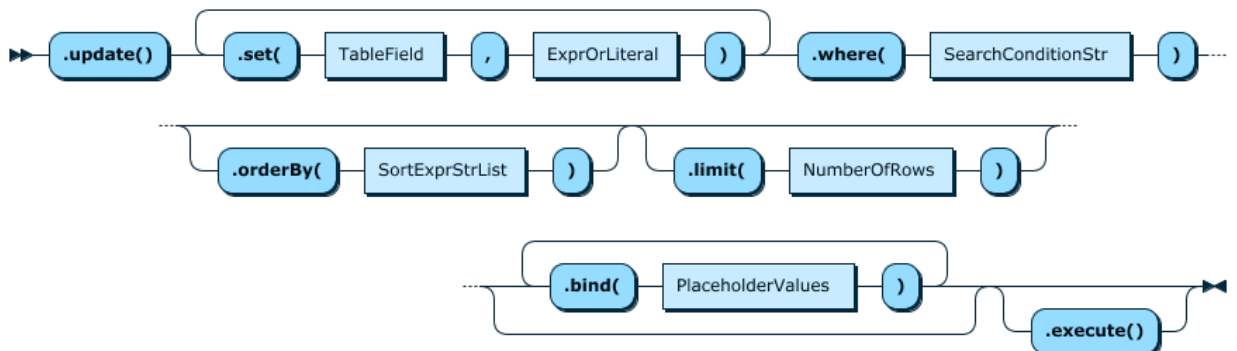 .update() .set( TableField , ExprOrLiteral ) .where( SearchConditionStr )
.orderBy( SortExprStrList ) .limit( NumberOfRows )
.bind( PlaceholderValues )
.execute()